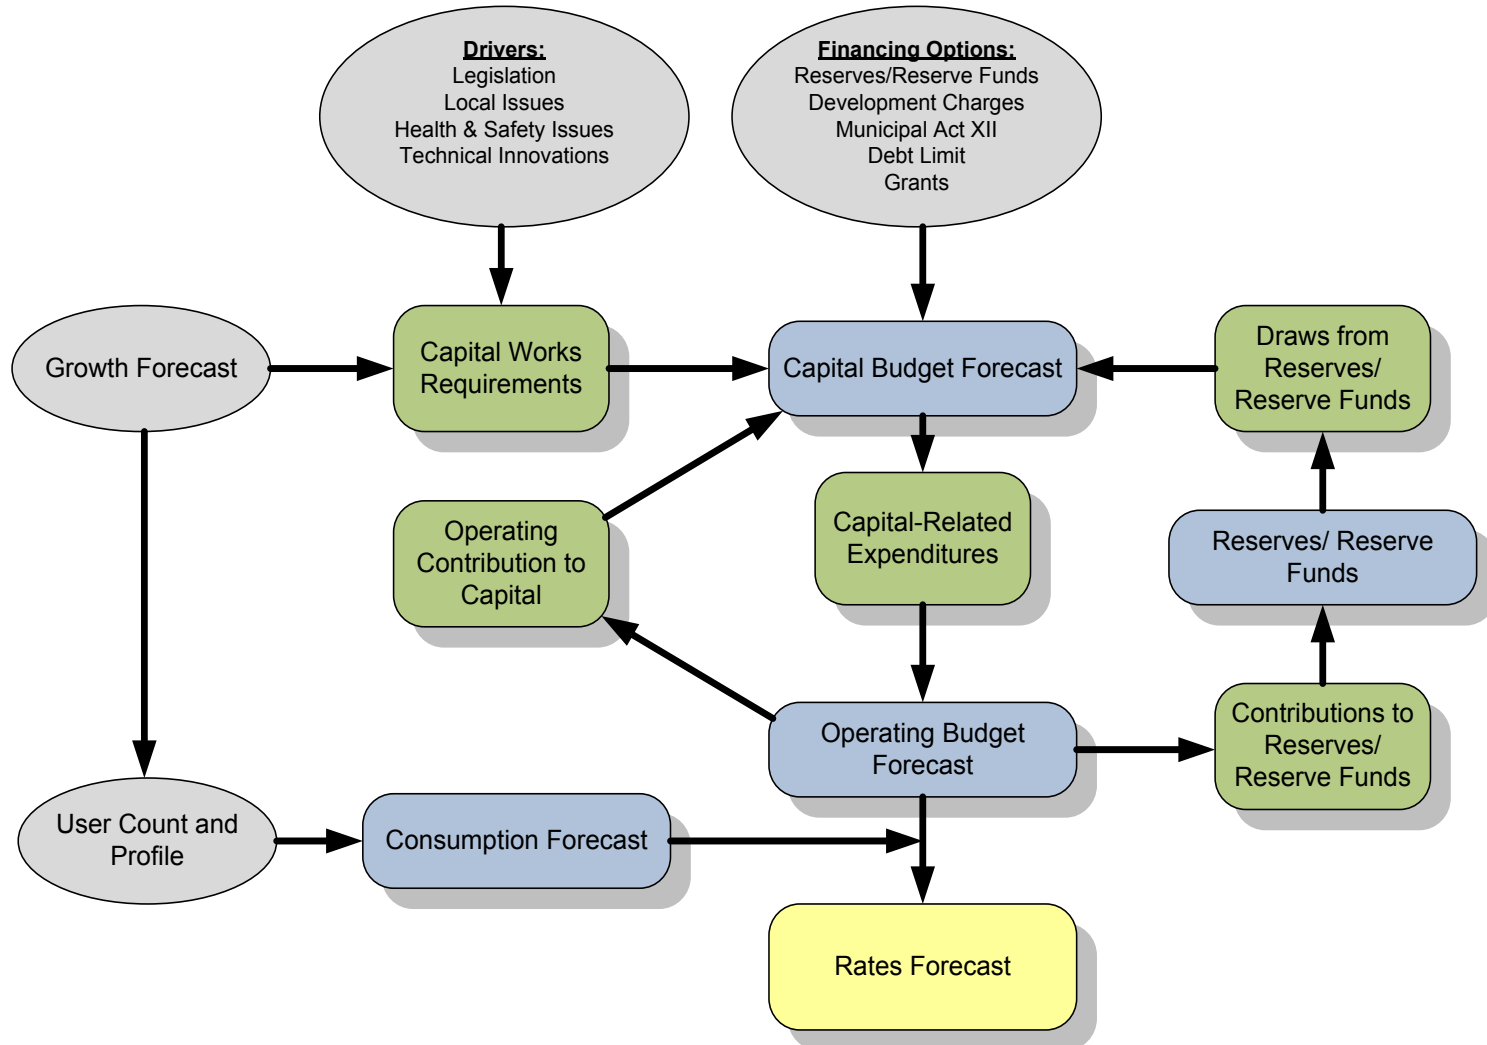 Drivers:
Legislation
Local Issues
Health & Safety Issues
Technical Innovations
Financing Options:
Reserves/Reserve Funds
Development Charges
Municipal Act XII
Debt Limit
Grants
Growth Forecast
Capital Works
Requirements
Capital Budget Forecast
Draws from
Reserves/
Reserve Funds
Operating
Contribution to
Capital
Capital-Related
Expenditures
Reserves/ Reserve
Funds
Operating Budget
Forecast
Contributions to
Reserves/
Reserve Funds
User Count and
Profile
Consumption Forecast
Rates Forecast